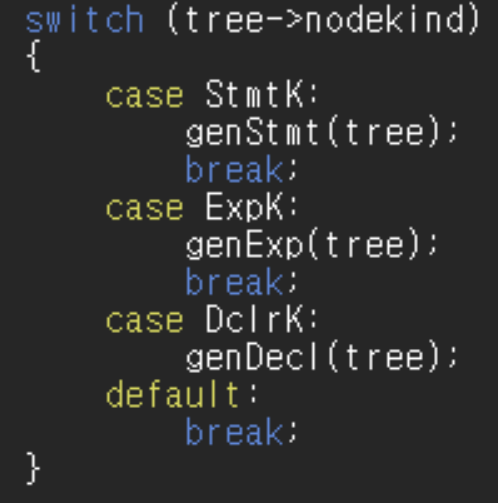 switch (tree->nodekind)
{
    case StmtK:
        genStmt(tree);
        break;
    case ExpK:
        genExp(tree);
        break;
    case DclrK:
        genDecl(tree);
    default:
        break;
}